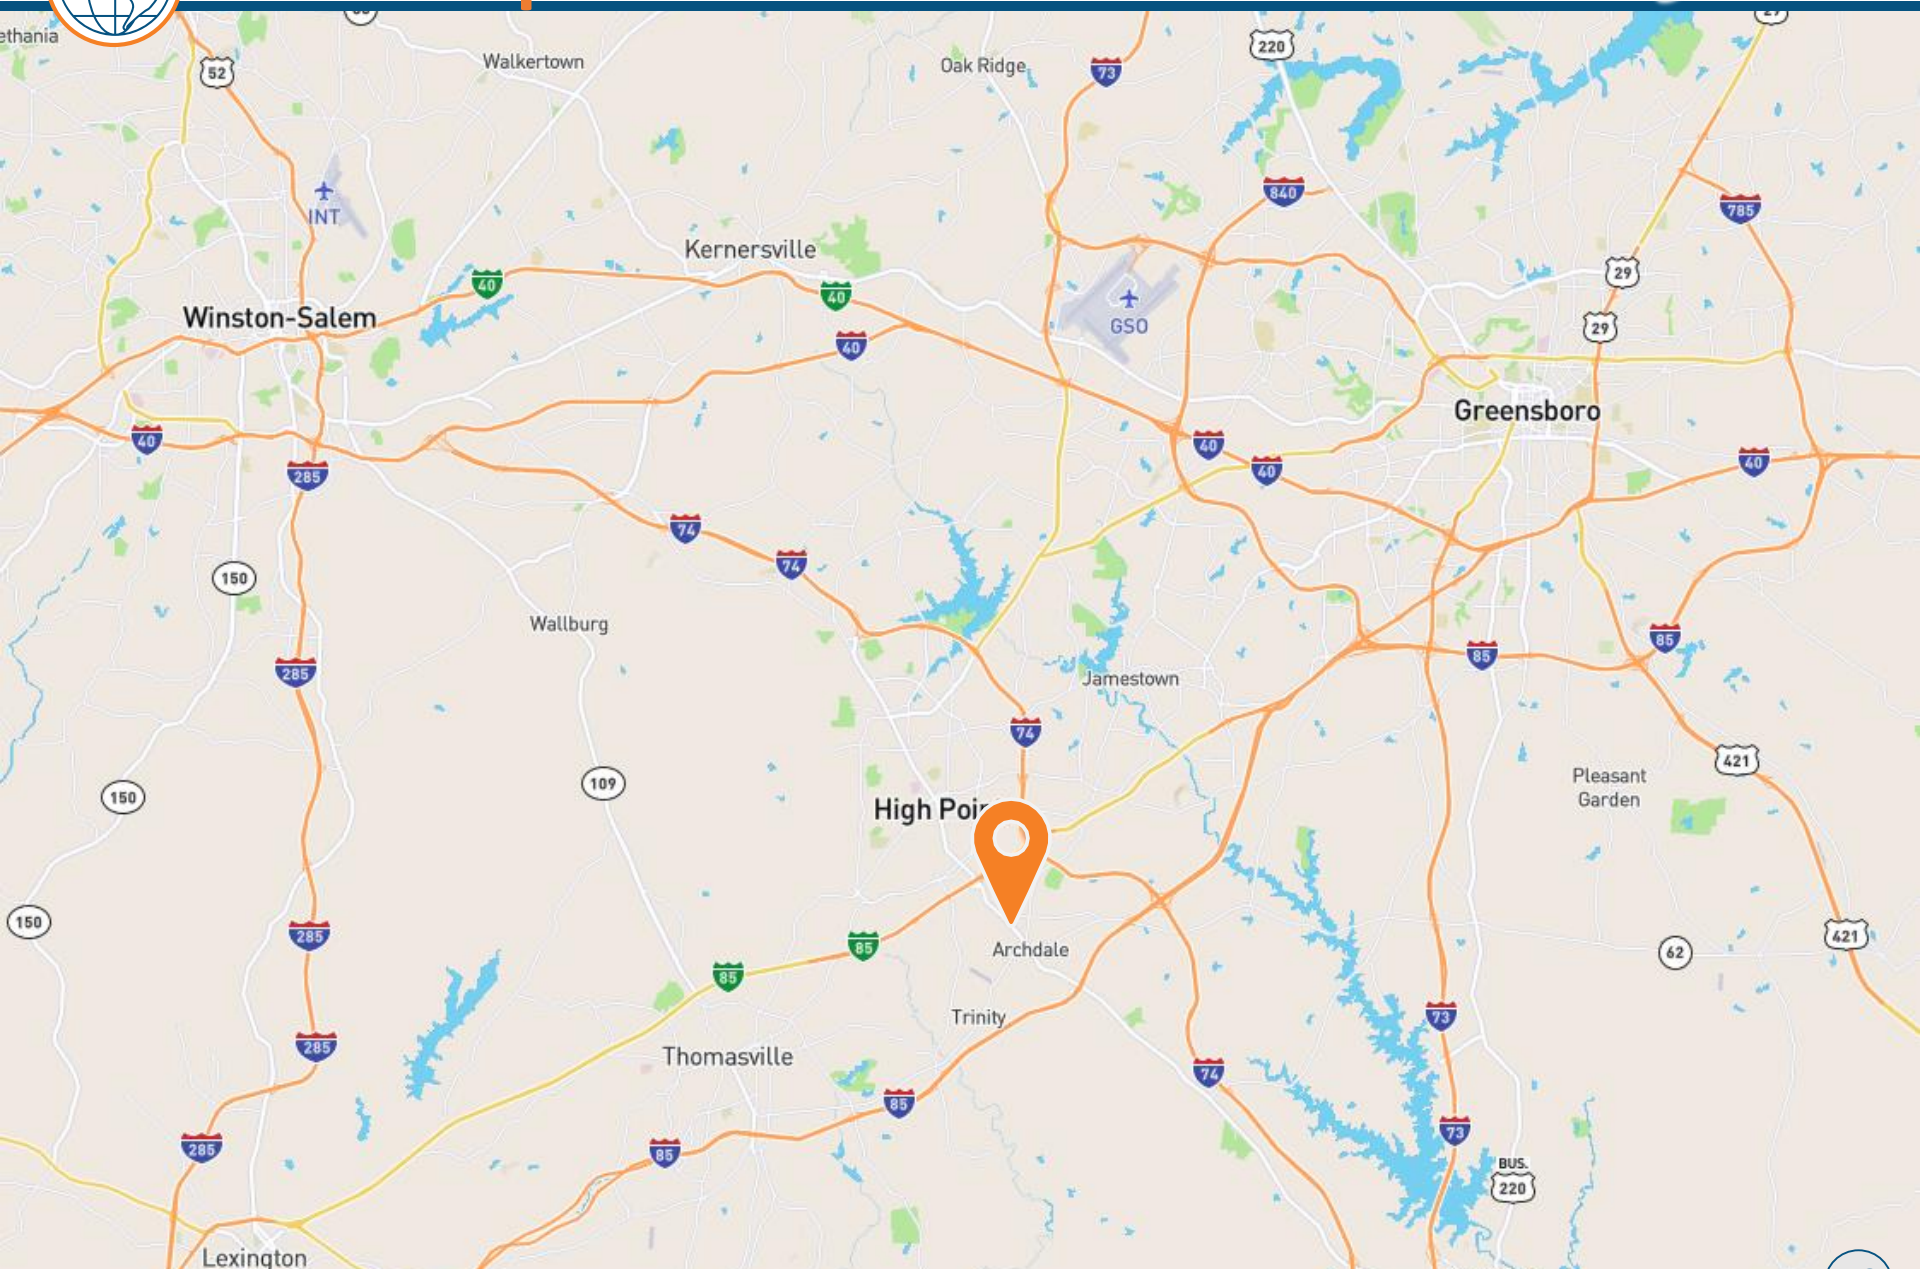 ethania
52
Walkertown
Oak Ridge
73
220
840
785
INT
Kernersville
40
40
40
29
29
GSO
Winston-Salem
Greensboro
40
285
40
40
40
74
74
150
Wallburg
285
85
85
Jamestown
74
421
Pleasant
Garden
150
109
High Poi
150
285
85
85
Archdale
62
421
Trinity
73
285
Thomasville
74
85
73
285
85
BUS.
220
Lexington